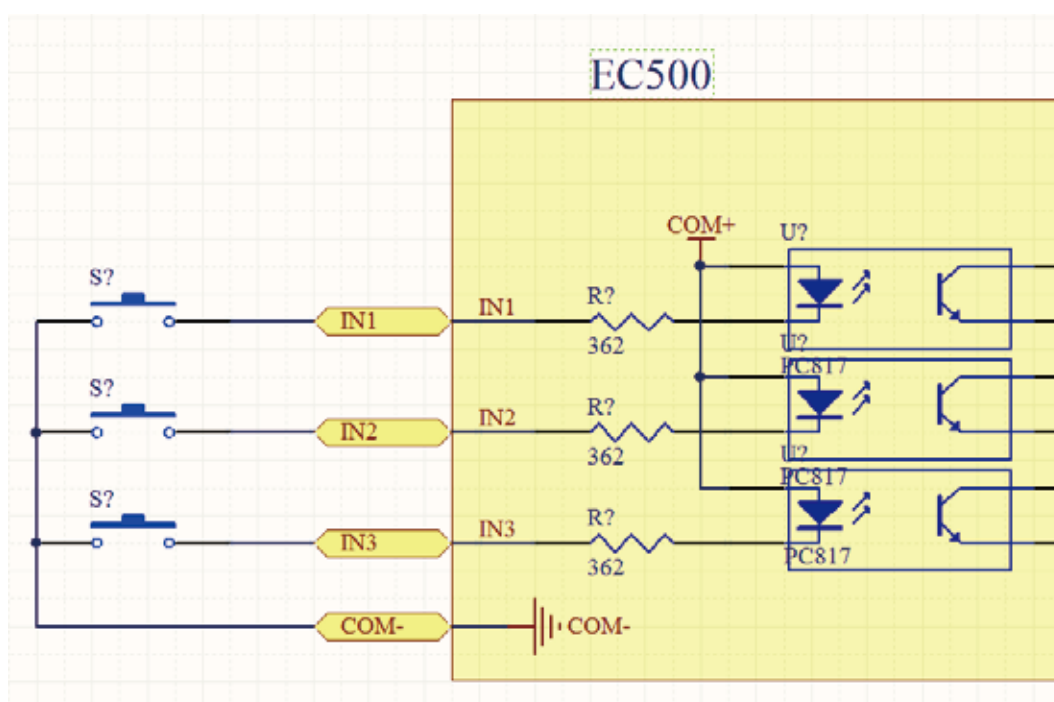 EC500
COM+
U?
S?
IN1
IN1
R?
362
U?
PC817
S?
IN2
IN2
R?
362
U?
PC817
S?
IN3
IN3
R?
362
PC817
COM-
COM-